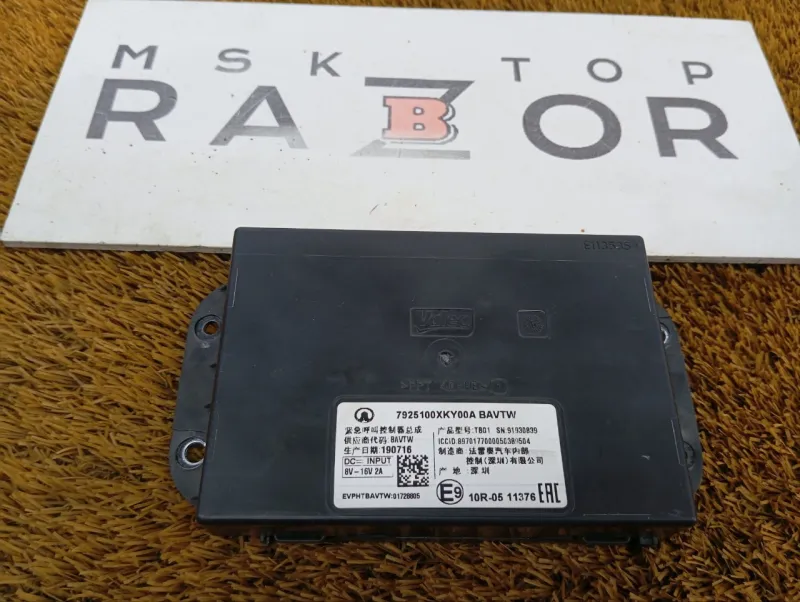 MSK TOP
RAZOR
B
Valeo
7925100XKY00A BAVTW
紧急呼叫控制器总成
供应商代码: BAVTW
生产日期: 190716
DC⎓ INPUT
8V-16V 2A
EVPHTBAVTW:01728605
产品型号: TB01 SN:91930839
制造商 法雷奥汽车内部
控制(深圳)有限公司
产 地: 深圳
E9
10R-05 11376
EAC